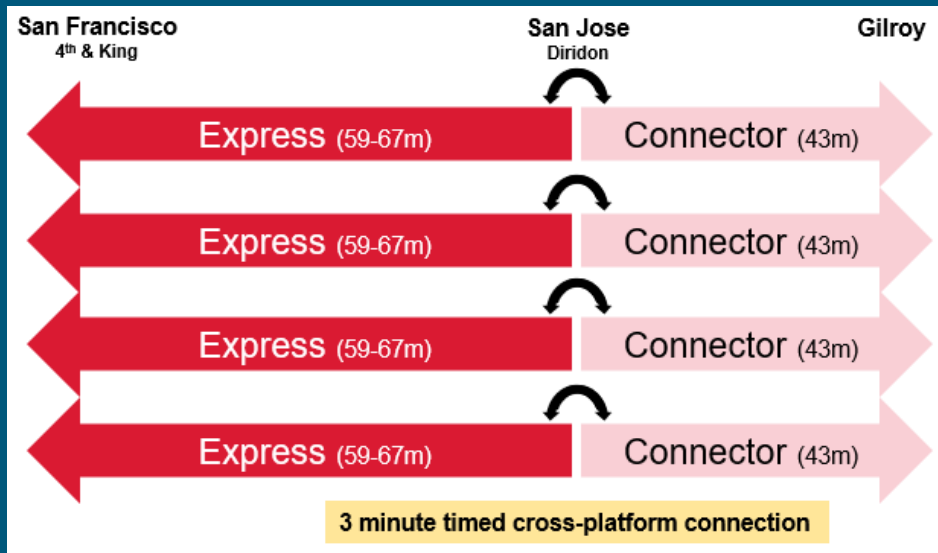 San Francisco
4th & King
San Jose
Diridon
Gilroy
Express (59-67m)
Connector (43m)
Express (59-67m)
Connector (43m)
Express (59-67m)
Connector (43m)
Express (59-67m)
Connector (43m)
3 minute timed cross-platform connection